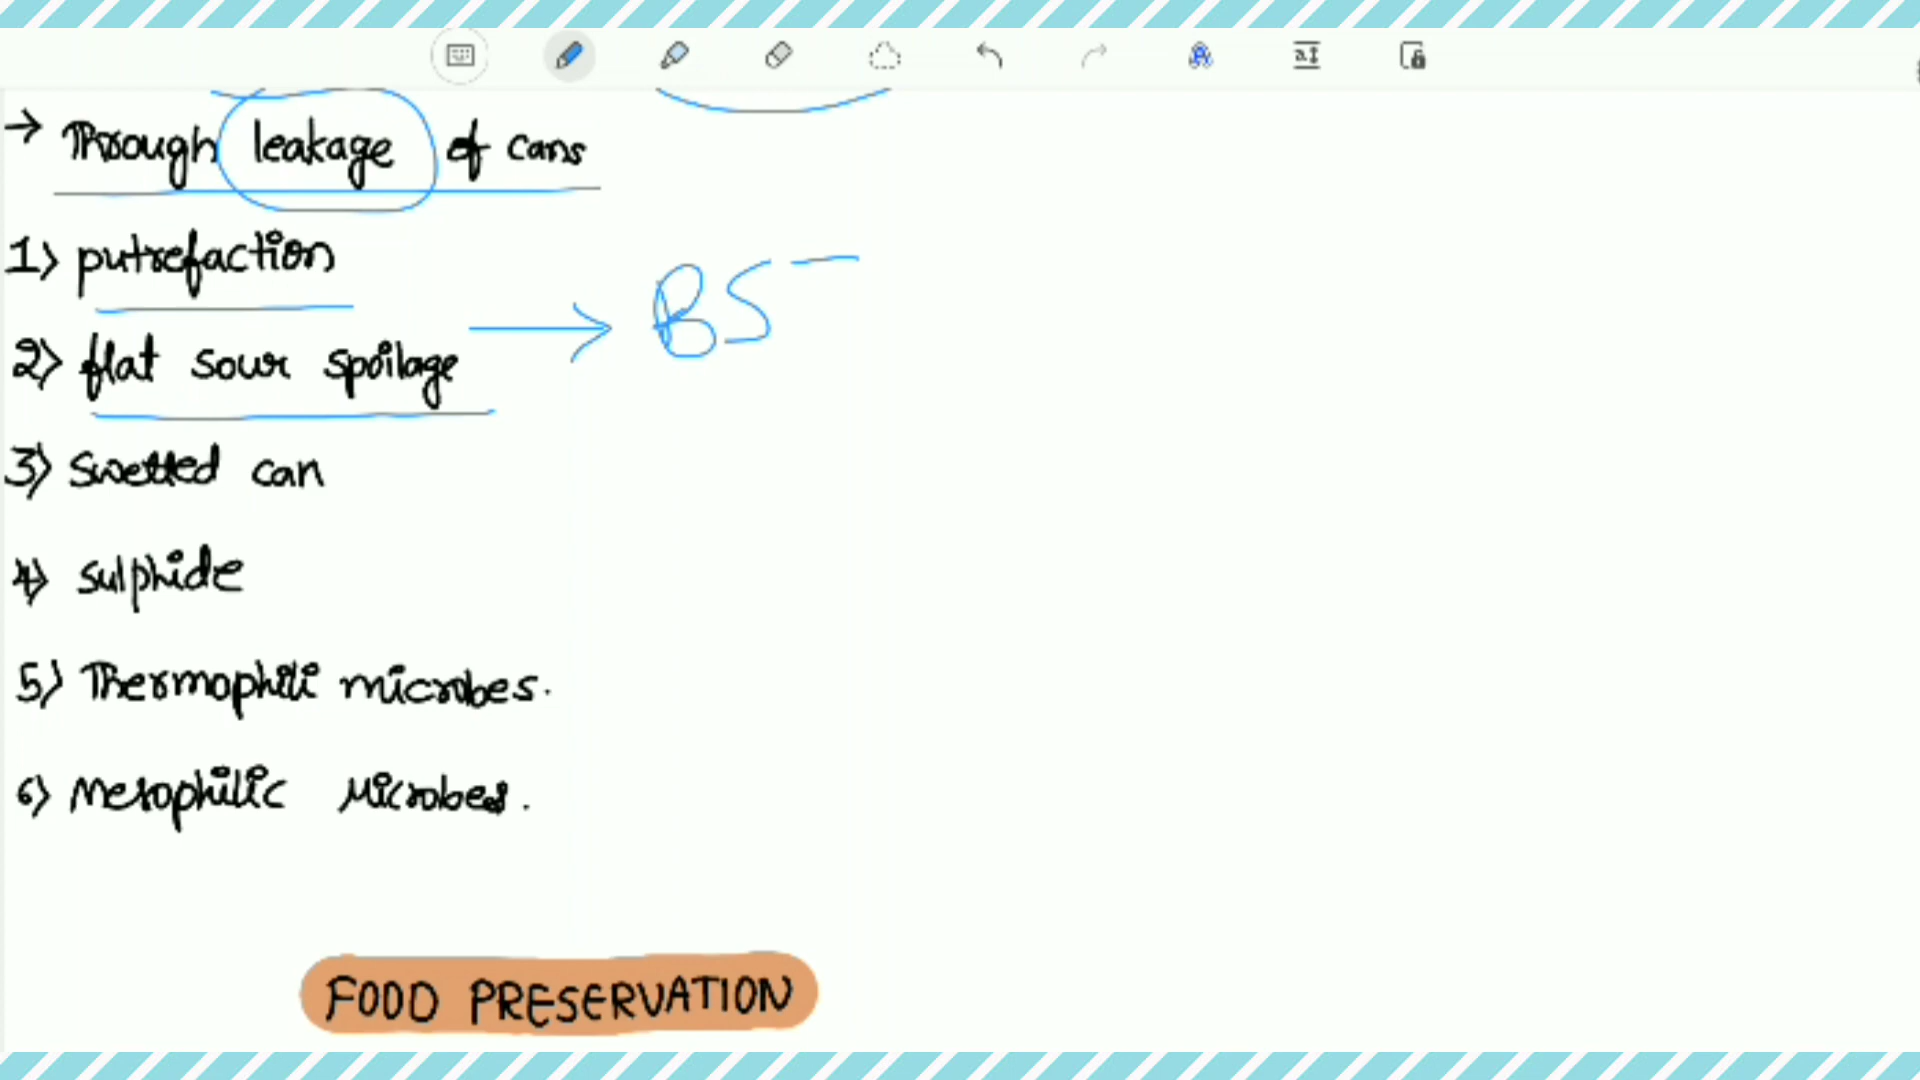 → Through leakage of cans
1) putrefaction
→ BS
2) flat sour spoilage
3) Swetted can
4) sulphide
5) Thermophili microbes.
6) Mesophilic Microbes.
FOOD PRESERVATION